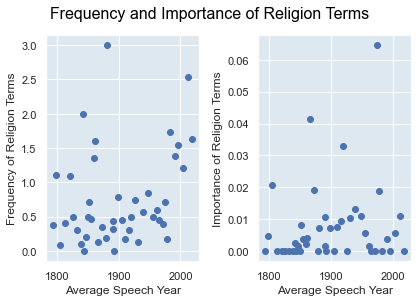 Frequency and Importance of Religion Terms
Frequency of Religion Terms
3.0
2.5
2.0
1.5
1.0
0.5
0.0
1800 1900 2000
Average Speech Year
Importance of Religion Terms
0.06
0.05
0.04
0.03
0.02
0.01
0.00
1800 1900 2000
Average Speech Year